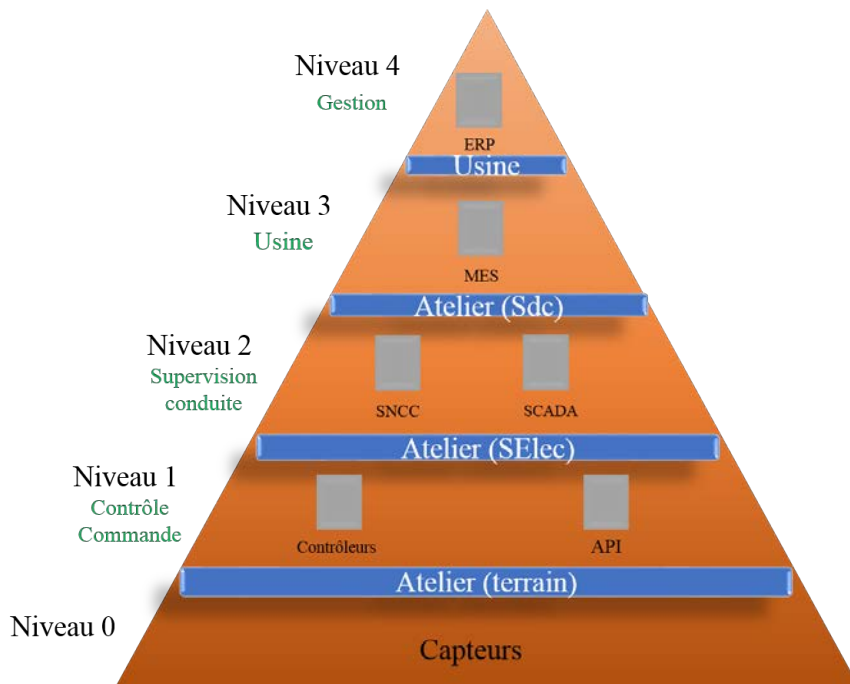 Niveau 4
Gestion
ERP
Usine
Niveau 3
Usine
MES
Atelier (Sdc)
Niveau 2
Supervision
conduite
SNCC
SCADA
Atelier (SElec)
Niveau 1
Contrôle
Commande
Contrôleurs
API
Atelier (terrain)
Niveau 0
Capteurs